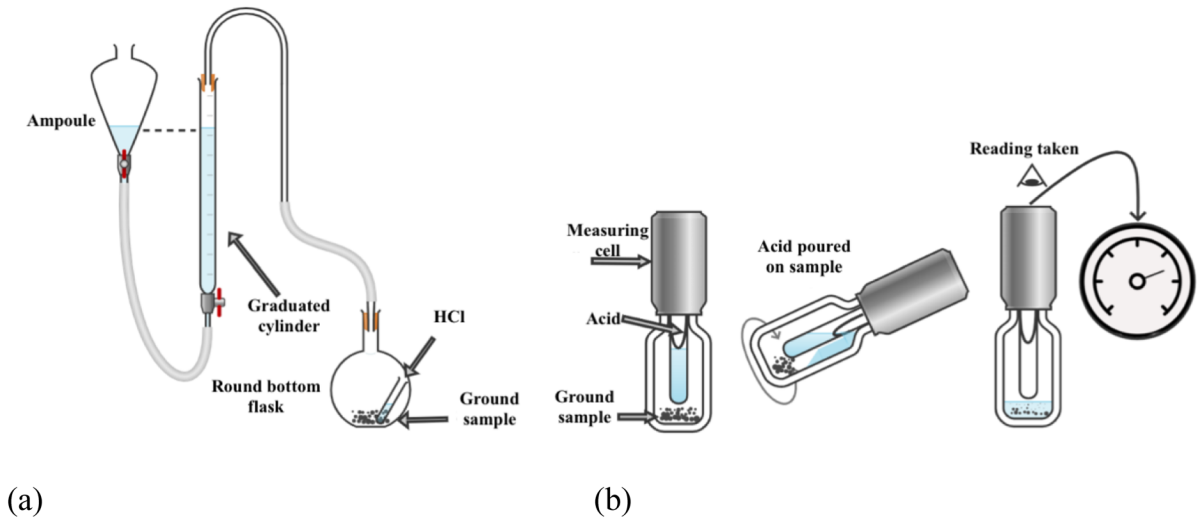 Ampoule
Graduated
cylinder
HCl
Round bottom
flask
Ground
sample
(a)
Measuring
cell
Acid
Ground
sample
Acid poured
on sample
Reading taken
(b)